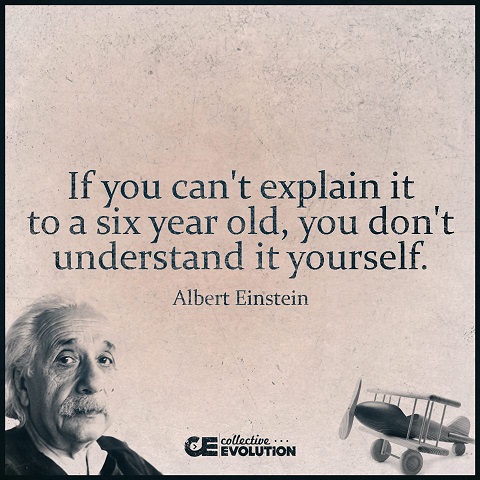 If you can't explain it
to a six year old, you don't
understand it yourself.
Albert Einstein
CE collective ...
EVOLUTION